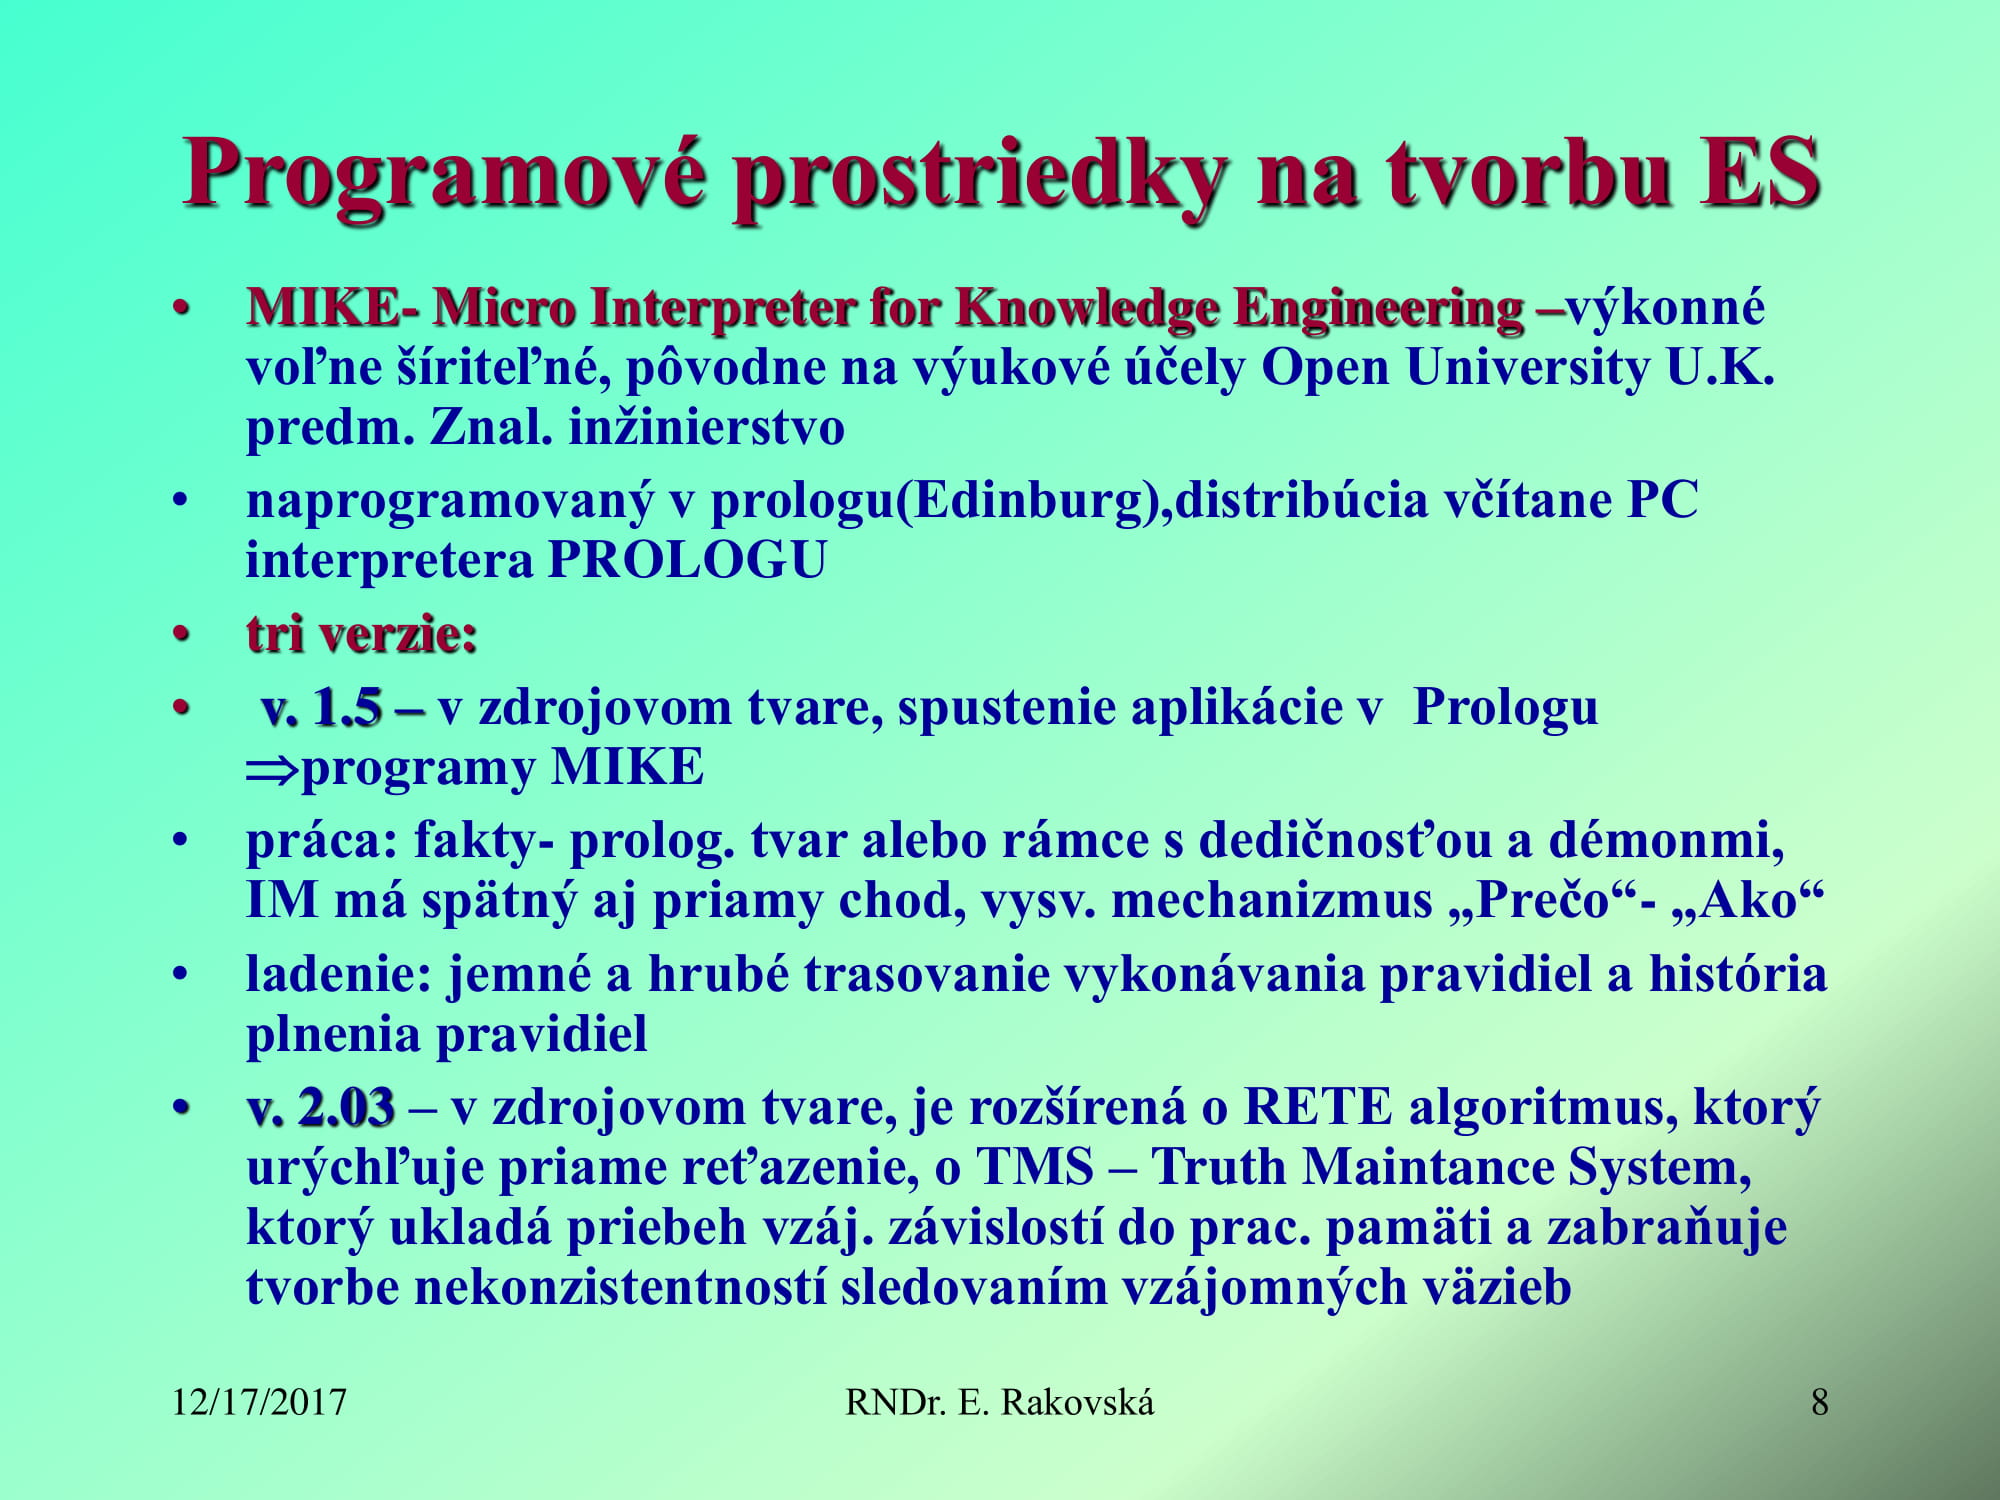 Programové prostriedky na tvorbu ES
• MIKE- Micro Interpreter for Knowledge Engineering –výkonné
voľne šíriteľné, pôvodne na výukové účely Open University U.K.
predm. Znal. inžinierstvo
• naprogramovaný v prologu(Edinburg),distribúcia včítane PC
interpretera PROLOGU
• tri verzie:
• v. 1.5 – v zdrojovom tvare, spustenie aplikácie v Prologu
⇒programy MIKE
• práca: fakty- prolog. tvar alebo rámce s dedičnosťou a démonmi,
IM má spätný aj priamy chod, vysv. mechanizmus „Prečo“- „Ako“
• ladenie: jemné a hrubé trasovanie vykonávania pravidiel a história
plnenia pravidiel
• v. 2.03 – v zdrojovom tvare, je rozšírená o RETE algoritmus, ktorý
urýchľuje priame reťazenie, o TMS – Truth Maintance System,
ktorý ukladá priebeh vzáj. závislostí do prac. pamäti a zabraňuje
tvorbe nekonzistentností sledovaním vzájomných väzieb
12/17/2017 RNDr. E. Rakovská 8